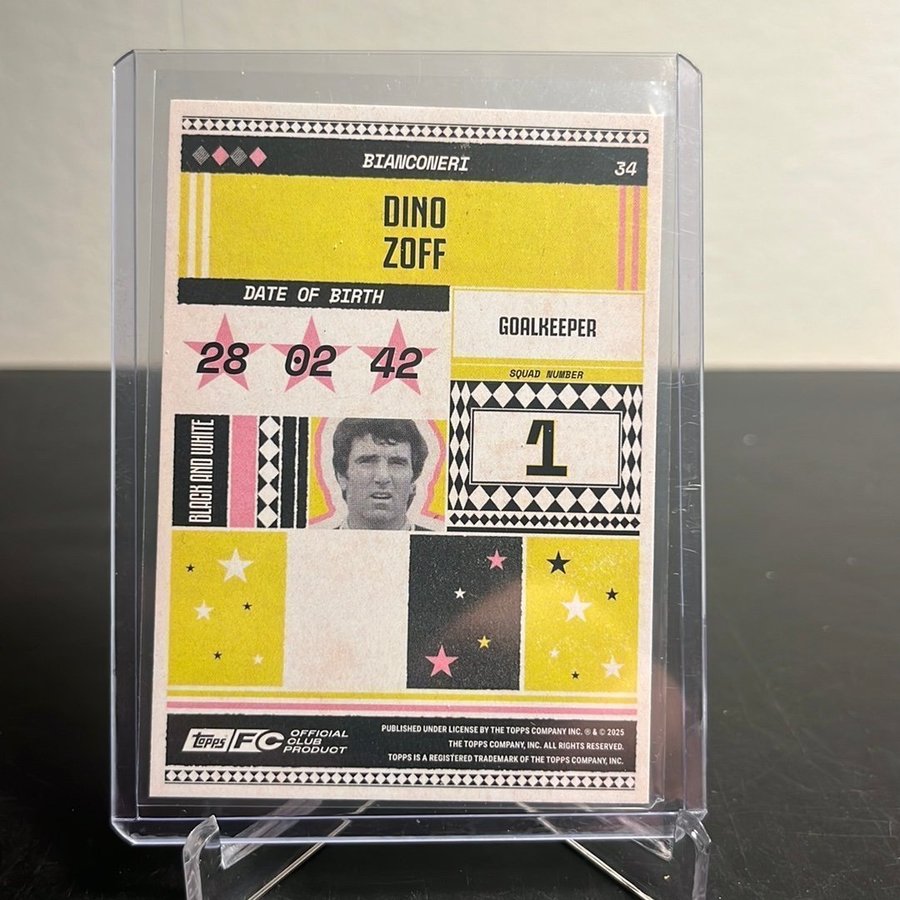 BIANCONERI
34
DINO
ZOFF
DATE OF BIRTH
28 02 42
GOALKEEPER
SQUAD NUMBER
1
BLACK AND WHITE
TOPPS FC OFFICIAL
CLUB
PRODUCT
PUBLISHED UNDER LICENSE BY THE TOPPS COMPANY INC. ® & © 2025
THE TOPPS COMPANY, INC. ALL RIGHTS RESERVED.
TOPPS IS A REGISTERED TRADEMARK OF THE TOPPS COMPANY, INC.